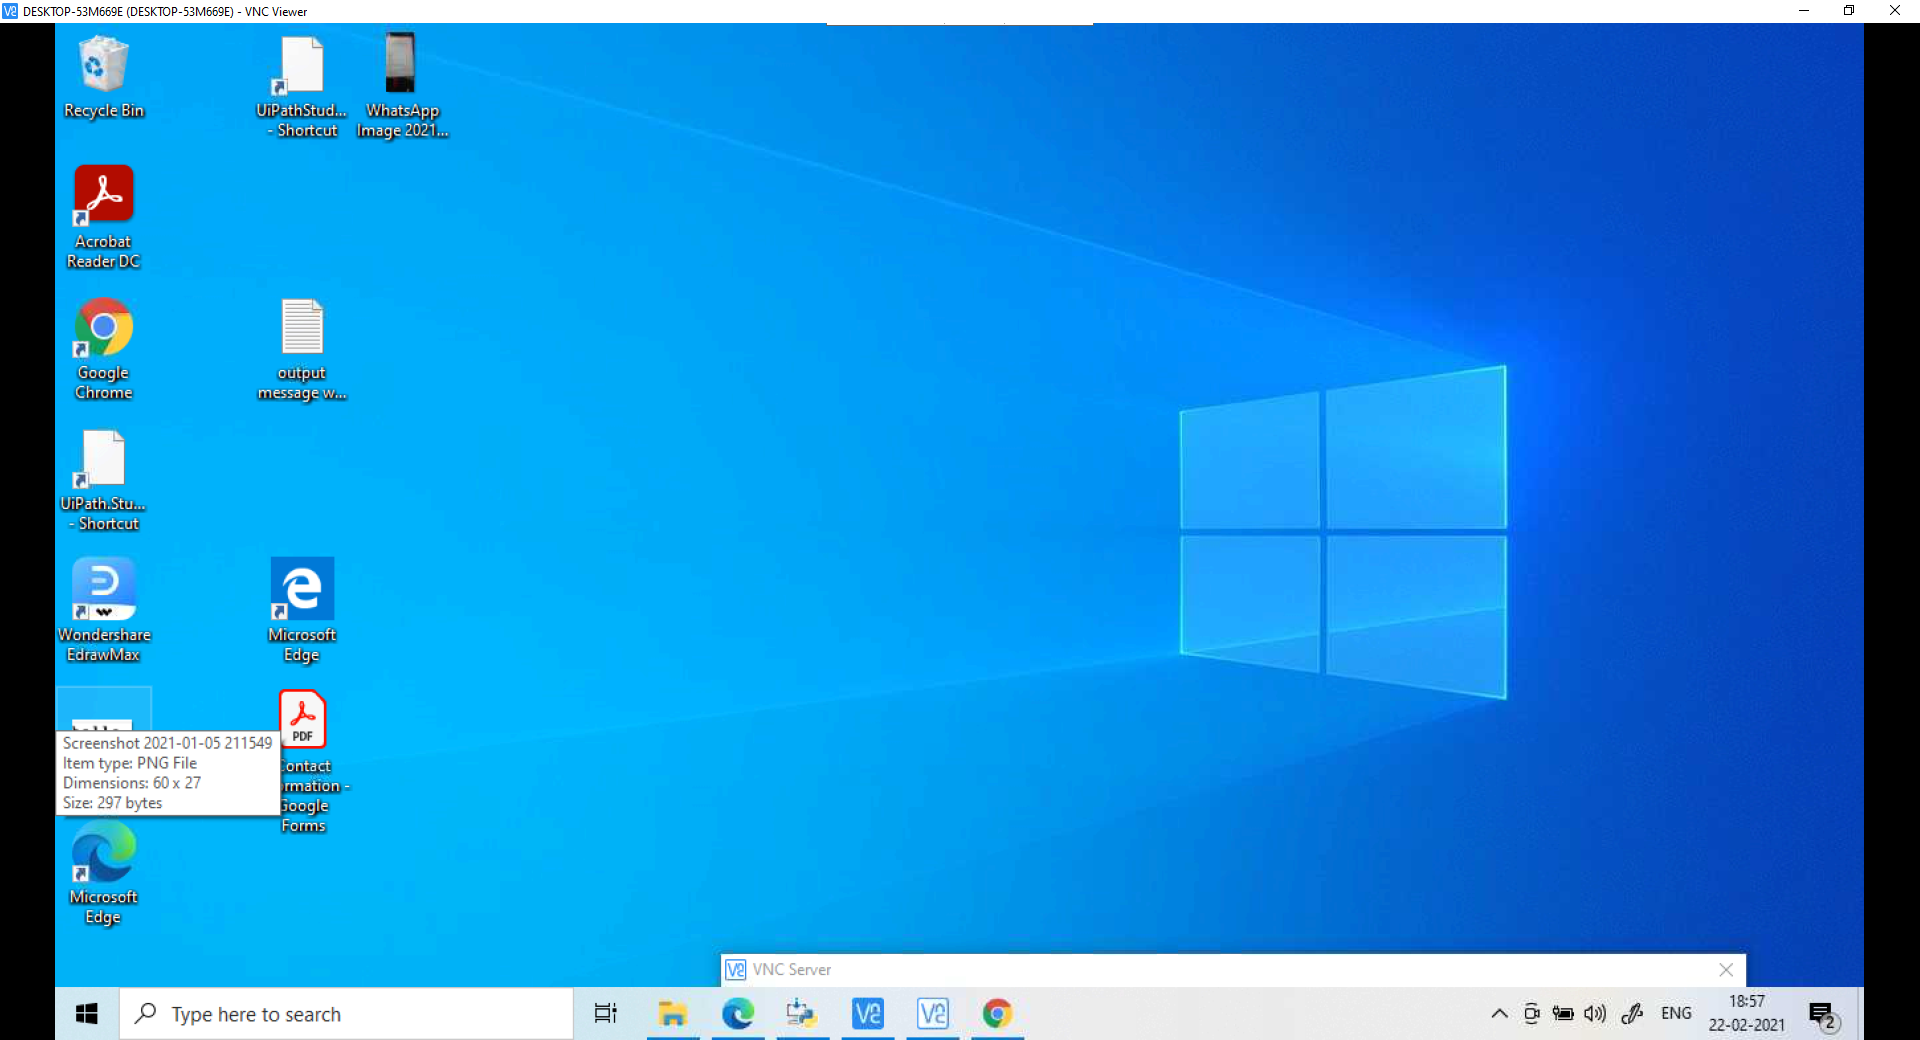 DESKTOP-53M669E (DESKTOP-53M669E) - VNC Viewer
Recycle Bin
UiPathStud...
- Shortcut
WhatsApp
Image 2021...
Acrobat
Reader DC
Google
Chrome
output
message w...
UiPath.Stu...
- Shortcut
Wondershare
EdrawMax
Microsoft
Edge
PDF
Screenshot 2021-01-05 211549
Item type: PNG File
Dimensions: 60 x 27
Size: 297 bytes
ontact
rmation -
Google
Forms
Microsoft
Edge
VNC Server
Type here to search
ENG
18:57
22-02-2021
2